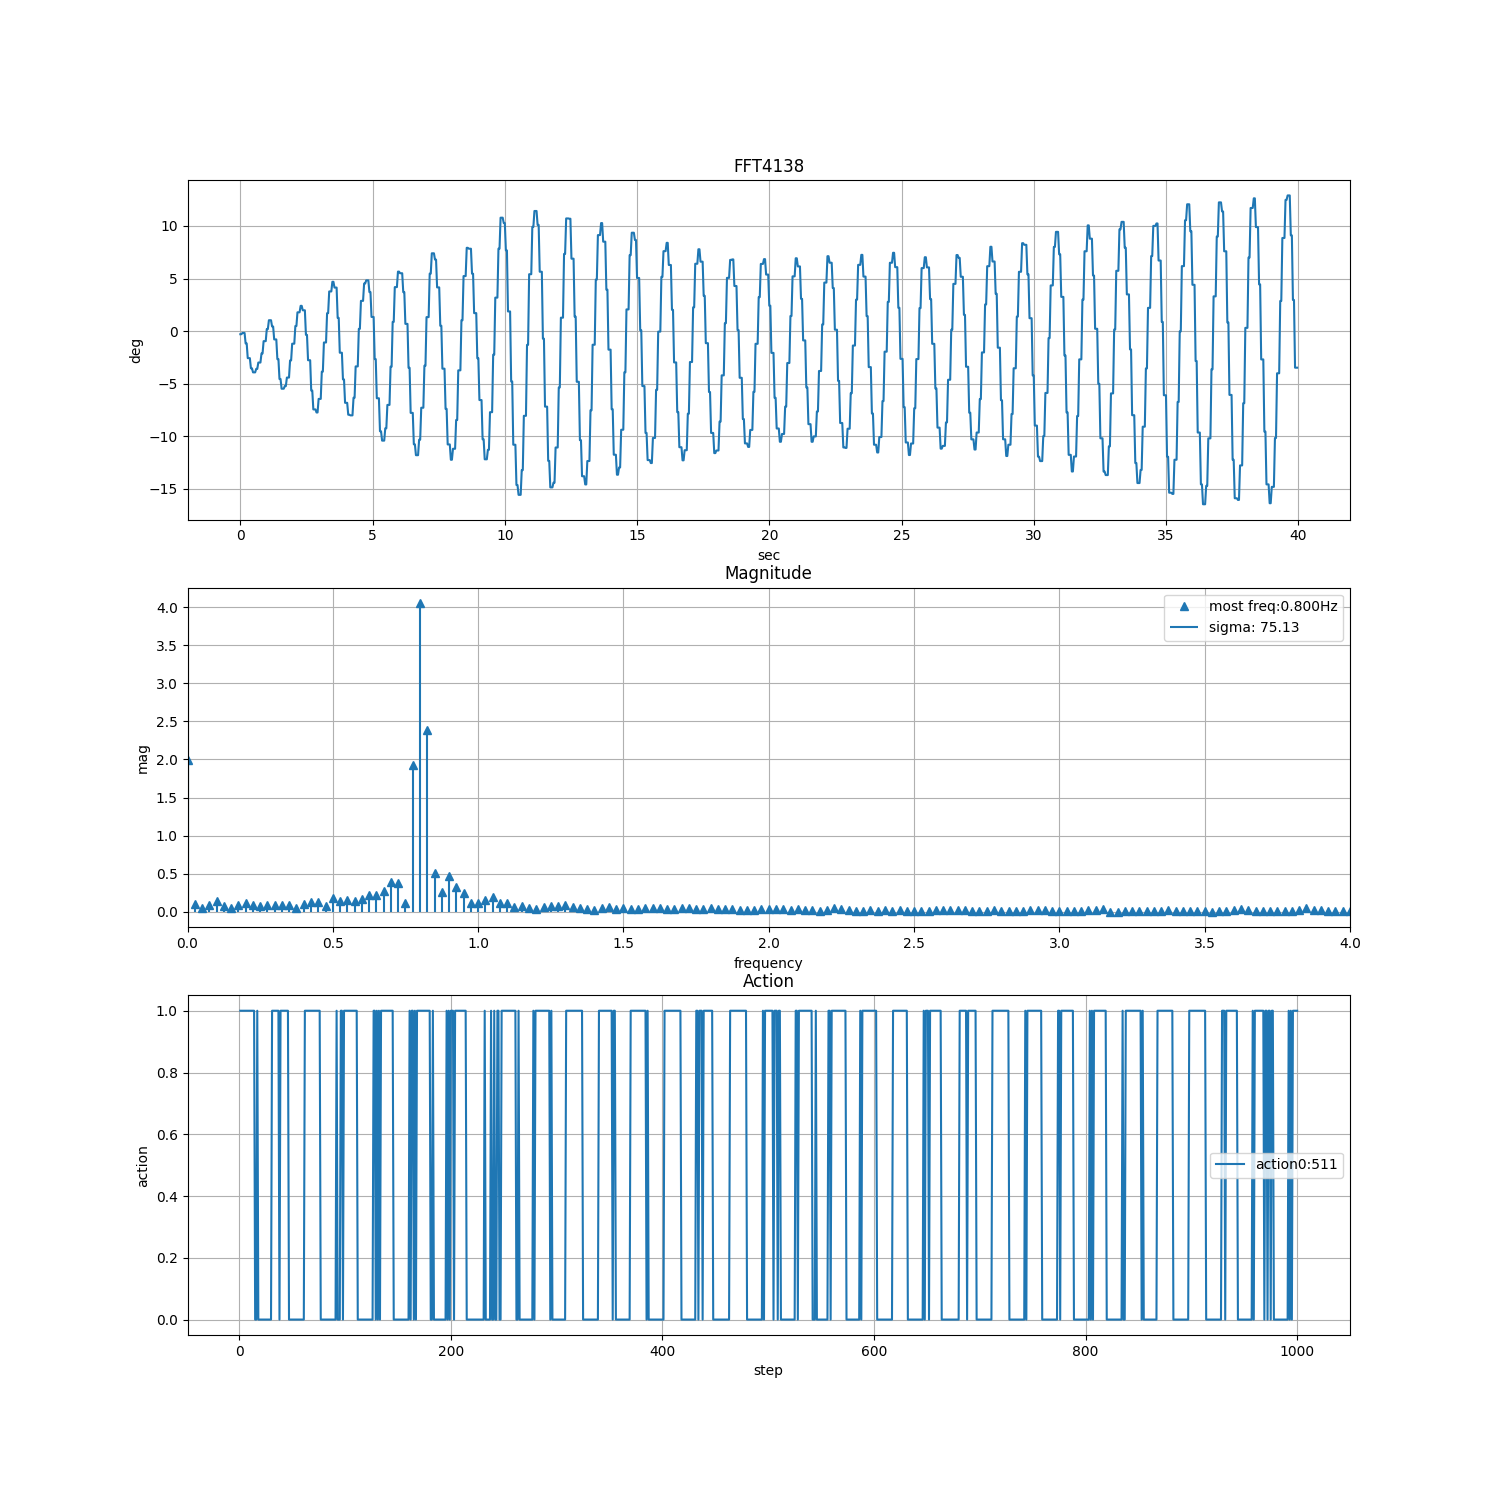 FFT4138
10
5
0
−5
−10
−15
deg
0 5 10 15 20 25 30 35 40
sec
Magnitude
4.0
3.5
3.0
2.5
2.0
1.5
1.0
0.5
0.0
mag
most freq:0.800Hz
sigma: 75.13
0.0 0.5 1.0 1.5 2.0 2.5 3.0 3.5 4.0
frequency
Action
1.0
0.8
0.6
0.4
0.2
0.0
action
action0:511
0 200 400 600 800 1000
step